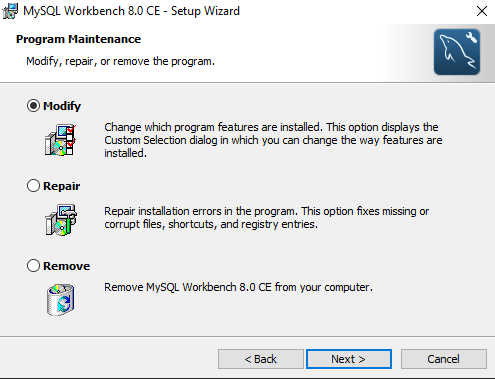 MySQL Workbench 8.0 CE - Setup Wizard
Program Maintenance
Modify, repair, or remove the program.
Modify
Change which program features are installed. This option displays the
Custom Selection dialog in which you can change the way features are
installed.
Repair
Repair installation errors in the program. This option fixes missing or
corrupt files, shortcuts, and registry entries.
Remove
Remove MySQL Workbench 8.0 CE from your computer.
< Back
Next >
Cancel